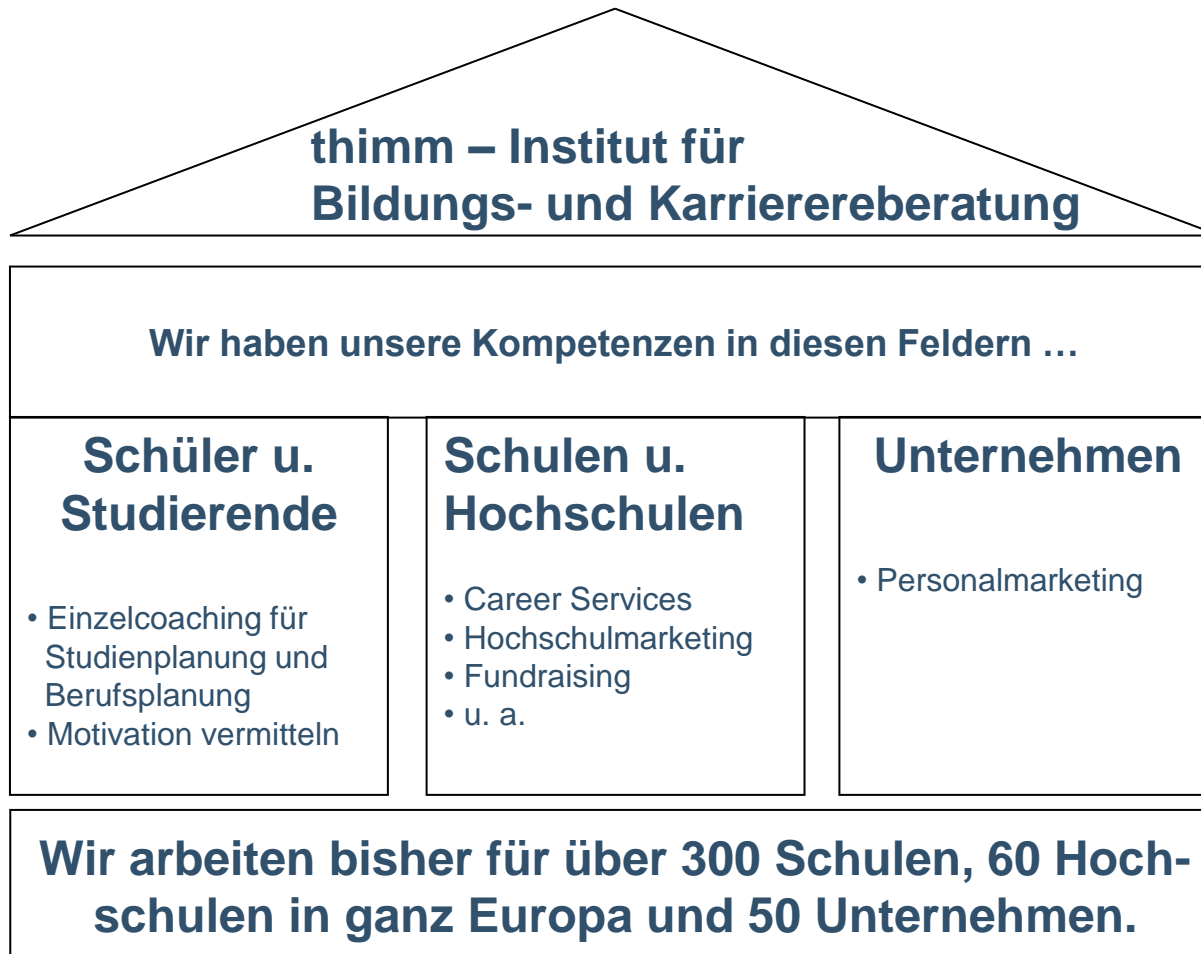 thimm – Institut für
Bildungs- und Karrierereberatung
Wir haben unsere Kompetenzen in diesen Feldern …
Schüler u.
Studierende
• Einzelcoaching für
Studienplanung und
Berufsplanung
• Motivation vermitteln
Schulen u.
Hochschulen
• Career Services
• Hochschulmarketing
• Fundraising
• u. a.
Unternehmen
• Personalmarketing
Wir arbeiten bisher für über 300 Schulen, 60 Hoch-
schulen in ganz Europa und 50 Unternehmen.